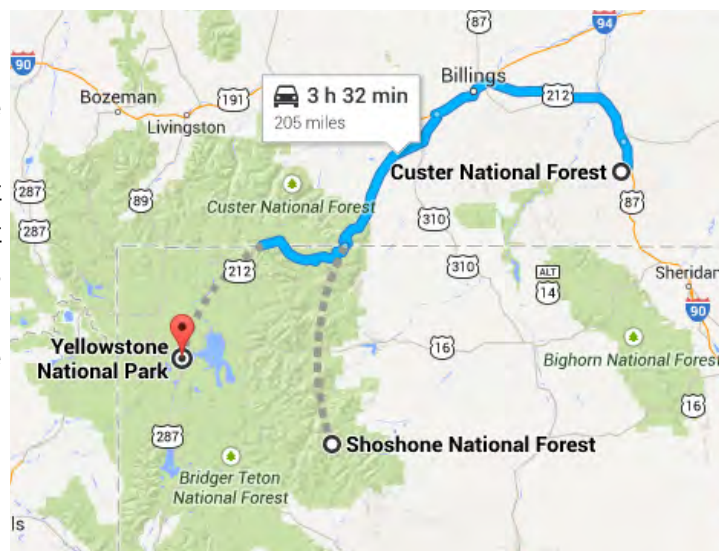 87
94
90
Billings
3 h 32 min
205 miles
191
Bozeman
Livingston
212
Custer National Forest
287
89
Custer National Forest
87
287
310
212
310
ALT
14
Sheridan
90
Yellowstone
National Park
16
Bighorn National Forest
16
287
Shoshone National Forest
Bridger Teton
National Forest
ls